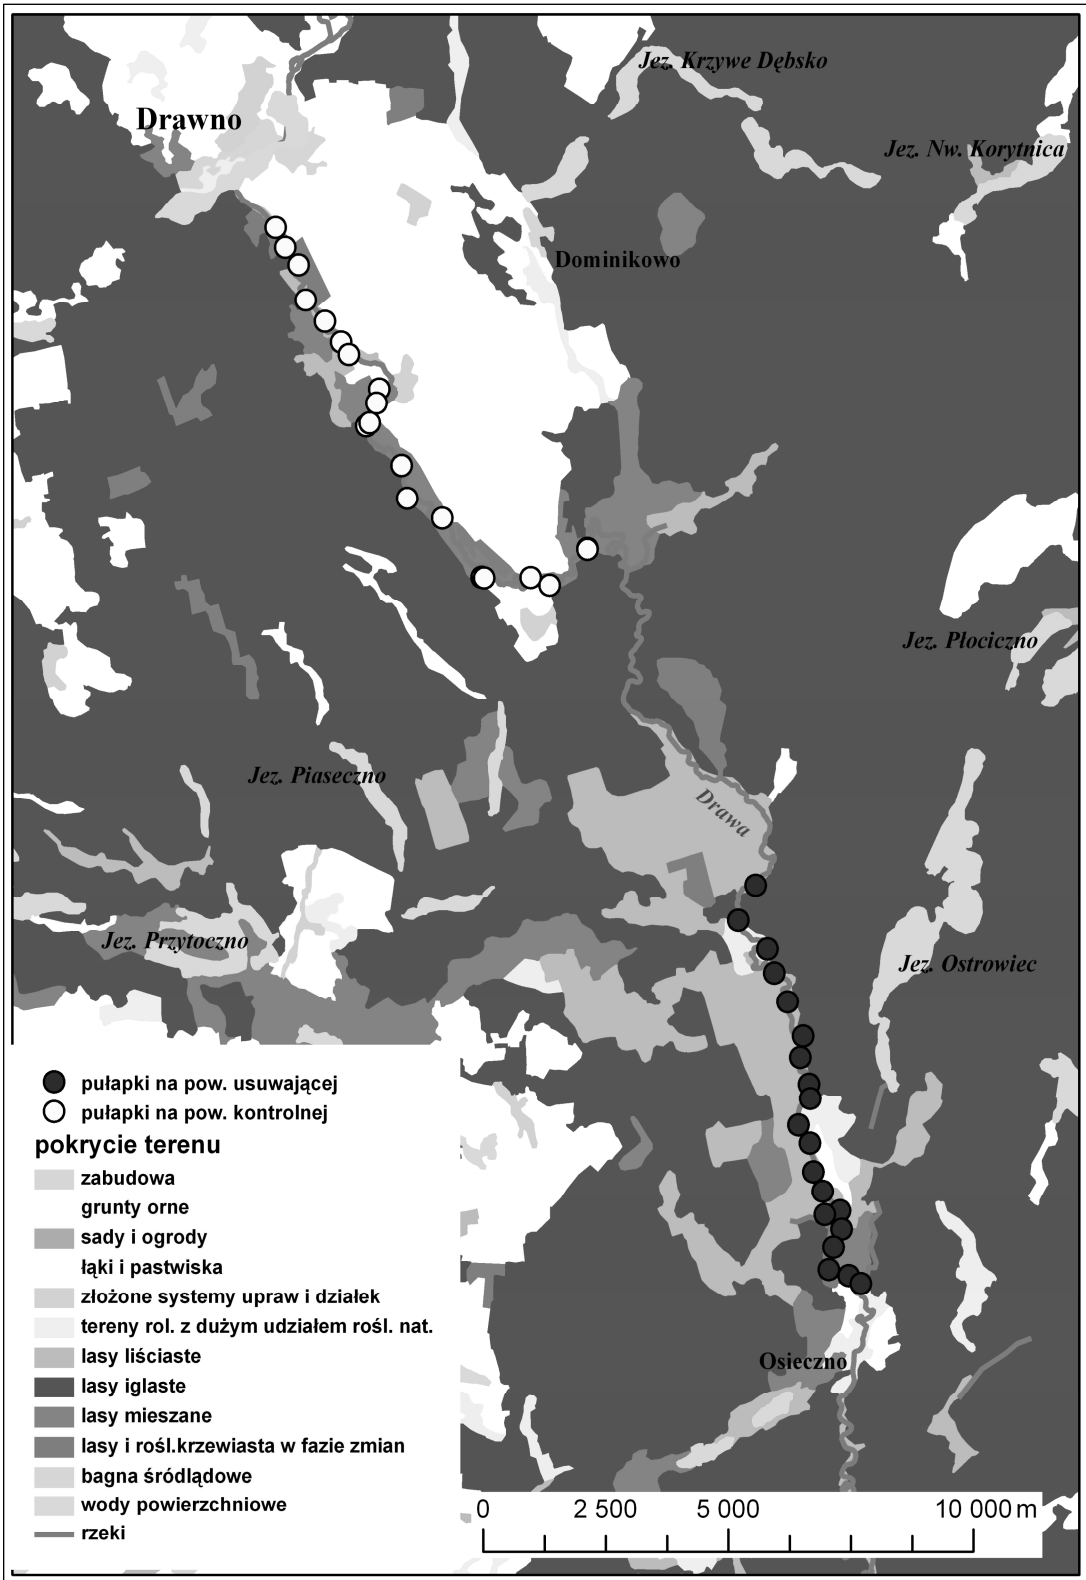 Jez. Krzywe Dębsko
Drawno
Jez. Nw. Korytnica
Dominikowo
Jez. Płociczno
Jez. Piaseczno
Drawa
Jez. Przytoczno
Jez. Ostrowiec
pułapki na pow. usuwającej
pułapki na pow. kontrolnej
pokrycie terenu
zabudowa
grunty orne
sady i ogrody
łąki i pastwiska
złożone systemy upraw i działek
tereny rol. z dużym udziałem rośl. nat.
lasy liściaste
lasy iglaste
lasy mieszane
lasy i rośl.krzewiasta w fazie zmian
bagna śródlądowe
wody powierzchniowe
rzeki
Osieczno
0 2 500 5 000 10 000 m